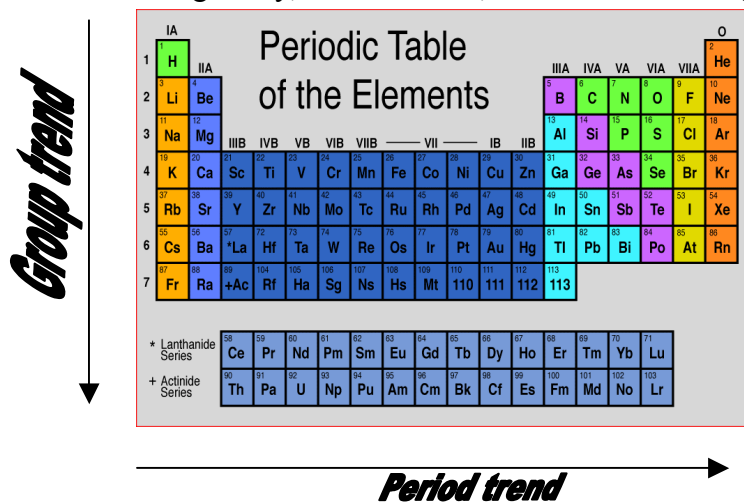 IA
O
Periodic Table
of the Elements
1
1 H
2 He
IIA
IIIA IVA VA VIA VIIA
2
3 Li 4 Be
5 B 6 C 7 N 8 O 9 F 10 Ne
3
11 Na 12 Mg
IIIB IVB VB VIB VIIB VII IB IIB
13 Al 14 Si 15 P 16 S 17 Cl 18 Ar
4
19 K 20 Ca 21 Sc 22 Ti 23 V 24 Cr 25 Mn 26 Fe 27 Co 28 Ni 29 Cu 30 Zn 31 Ga 32 Ge 33 As 34 Se 35 Br 36 Kr
5
37 Rb 38 Sr 39 Y 40 Zr 41 Nb 42 Mo 43 Tc 44 Ru 45 Rh 46 Pd 47 Ag 48 Cd 49 In 50 Sn 51 Sb 52 Te 53 I 54 Xe
6
55 Cs 56 Ba 57 *La 72 Hf 73 Ta 74 W 75 Re 76 Os 77 Ir 78 Pt 79 Au 80 Hg 81 Tl 82 Pb 83 Bi 84 Po 85 At 86 Rn
7
87 Fr 88 Ra 89 +Ac 104 Rf 105 Ha 106 Sg 107 Ns 108 Hs 109 Mt 110 110 111 111 112 112 113 113
* Lanthanide
Series
58 Ce 59 Pr 60 Nd 61 Pm 62 Sm 63 Eu 64 Gd 65 Tb 66 Dy 67 Ho 68 Er 69 Tm 70 Yb 71 Lu
+ Actinide
Series
90 Th 91 Pa 92 U 93 Np 94 Pu 95 Am 96 Cm 97 Bk 98 Cf 99 Es 100 Fm 101 Md 102 No 103 Lr
Group trend
Period trend